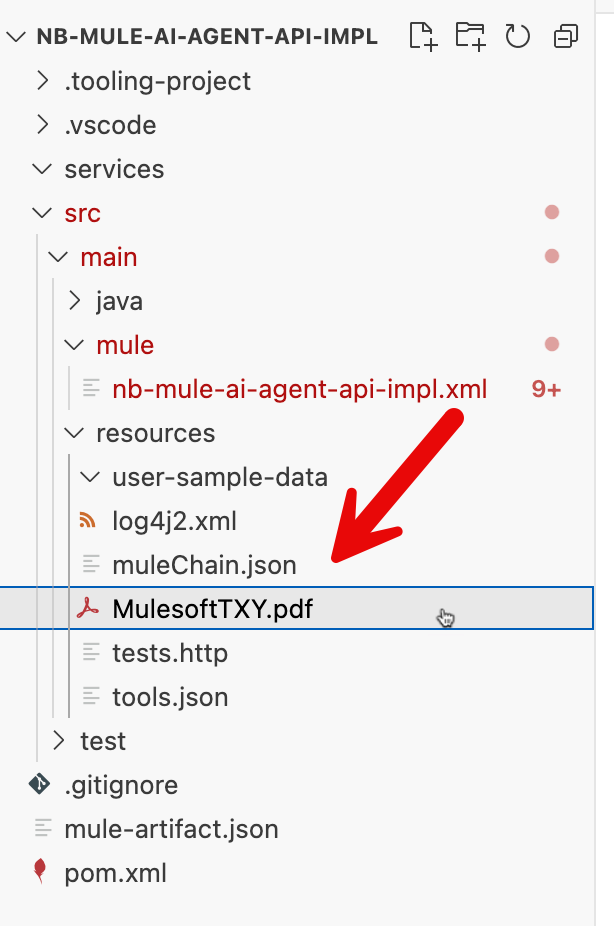 NB-MULE-AI-AGENT-API-IMPL
.tooling-project
.vscode
services
src
main
java
mule
nb-mule-ai-agent-api-impl.xml 9+
resources
user-sample-data
log4j2.xml
muleChain.json
MulesoftTXY.pdf
tests.http
tools.json
test
.gitignore
mule-artifact.json
pom.xml